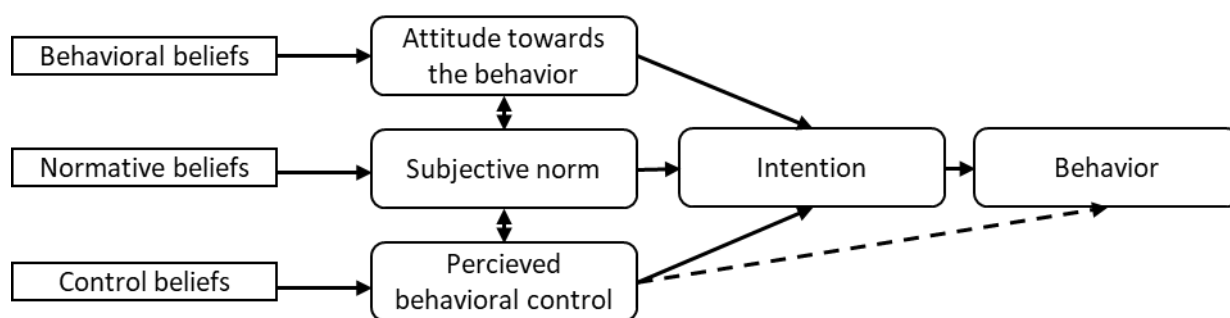 Behavioral beliefs
Attitude towards
the behavior
Normative beliefs
Subjective norm
Intention
Behavior
Control beliefs
Percieved
behavioral control